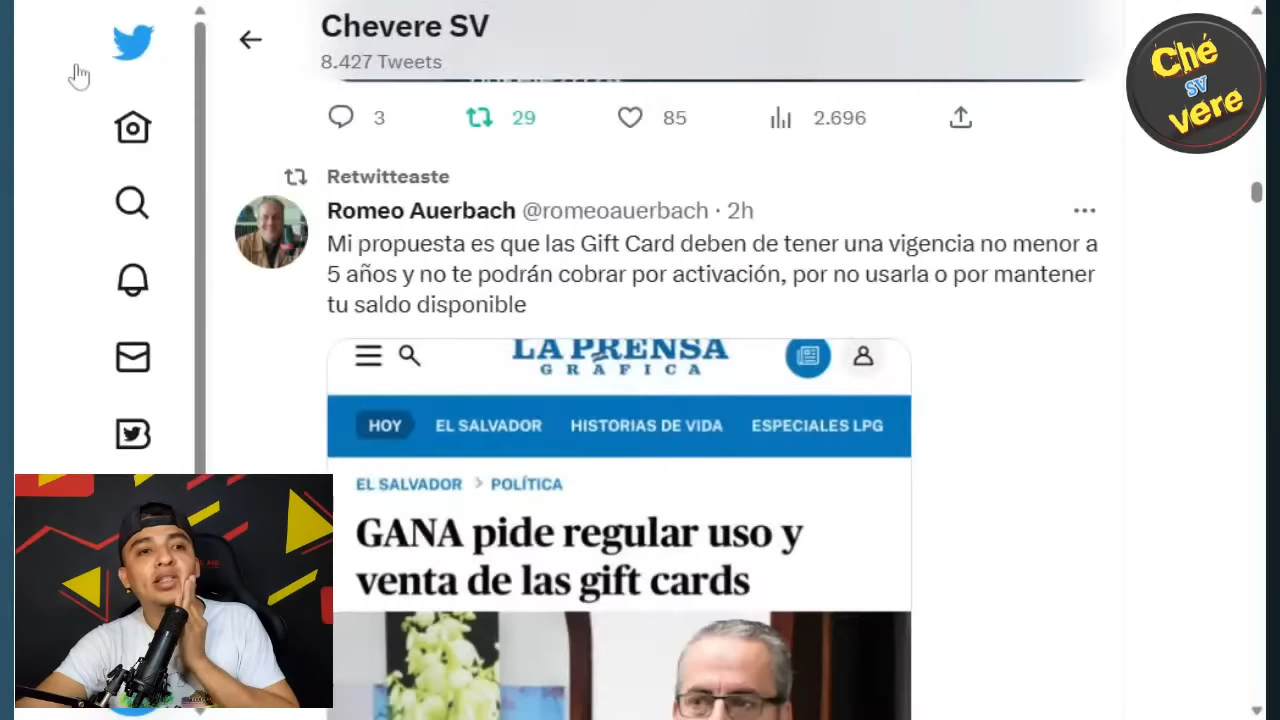 Chevere SV
8.427 Tweets
3
29
85
2.696
Ché
SV
vere
Retwitteaste
Romeo Auerbach @romeoauerbach · 2h
Mi propuesta es que las Gift Card deben de tener una vigencia no menor a
5 años y no te podrán cobrar por activación, por no usarla o por mantener
tu saldo disponible
LA PRENSA
GRÁFICA
HOY EL SALVADOR HISTORIAS DE VIDA ESPECIALES LPG
EL SALVADOR > POLÍTICA
GANA pide regular uso y
venta de las gift cards